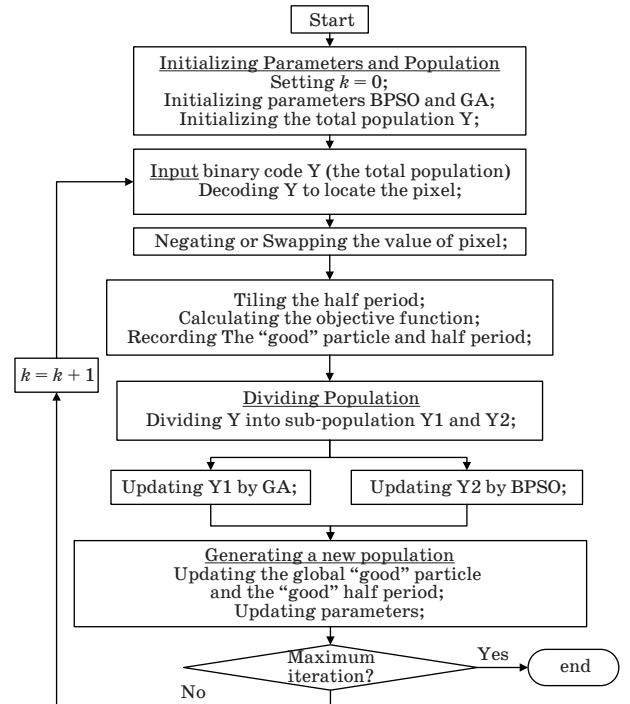 Start
Initializing Parameters and Population
Setting k = 0;
Initializing parameters BPSO and GA;
Initializing the total population Y;
Input binary code Y (the total population)
Decoding Y to locate the pixel;
Negating or Swapping the value of pixel;
Tiling the half period;
Calculating the objective function;
Recording The “good” particle and half period;
k = k + 1
Dividing Population
Dividing Y into sub-population Y1 and Y2;
Updating Y1 by GA;
Updating Y2 by BPSO;
Generating a new population
Updating the global “good” particle
and the “good” half period;
Updating parameters;
Maximum
iteration?
Yes
end
No